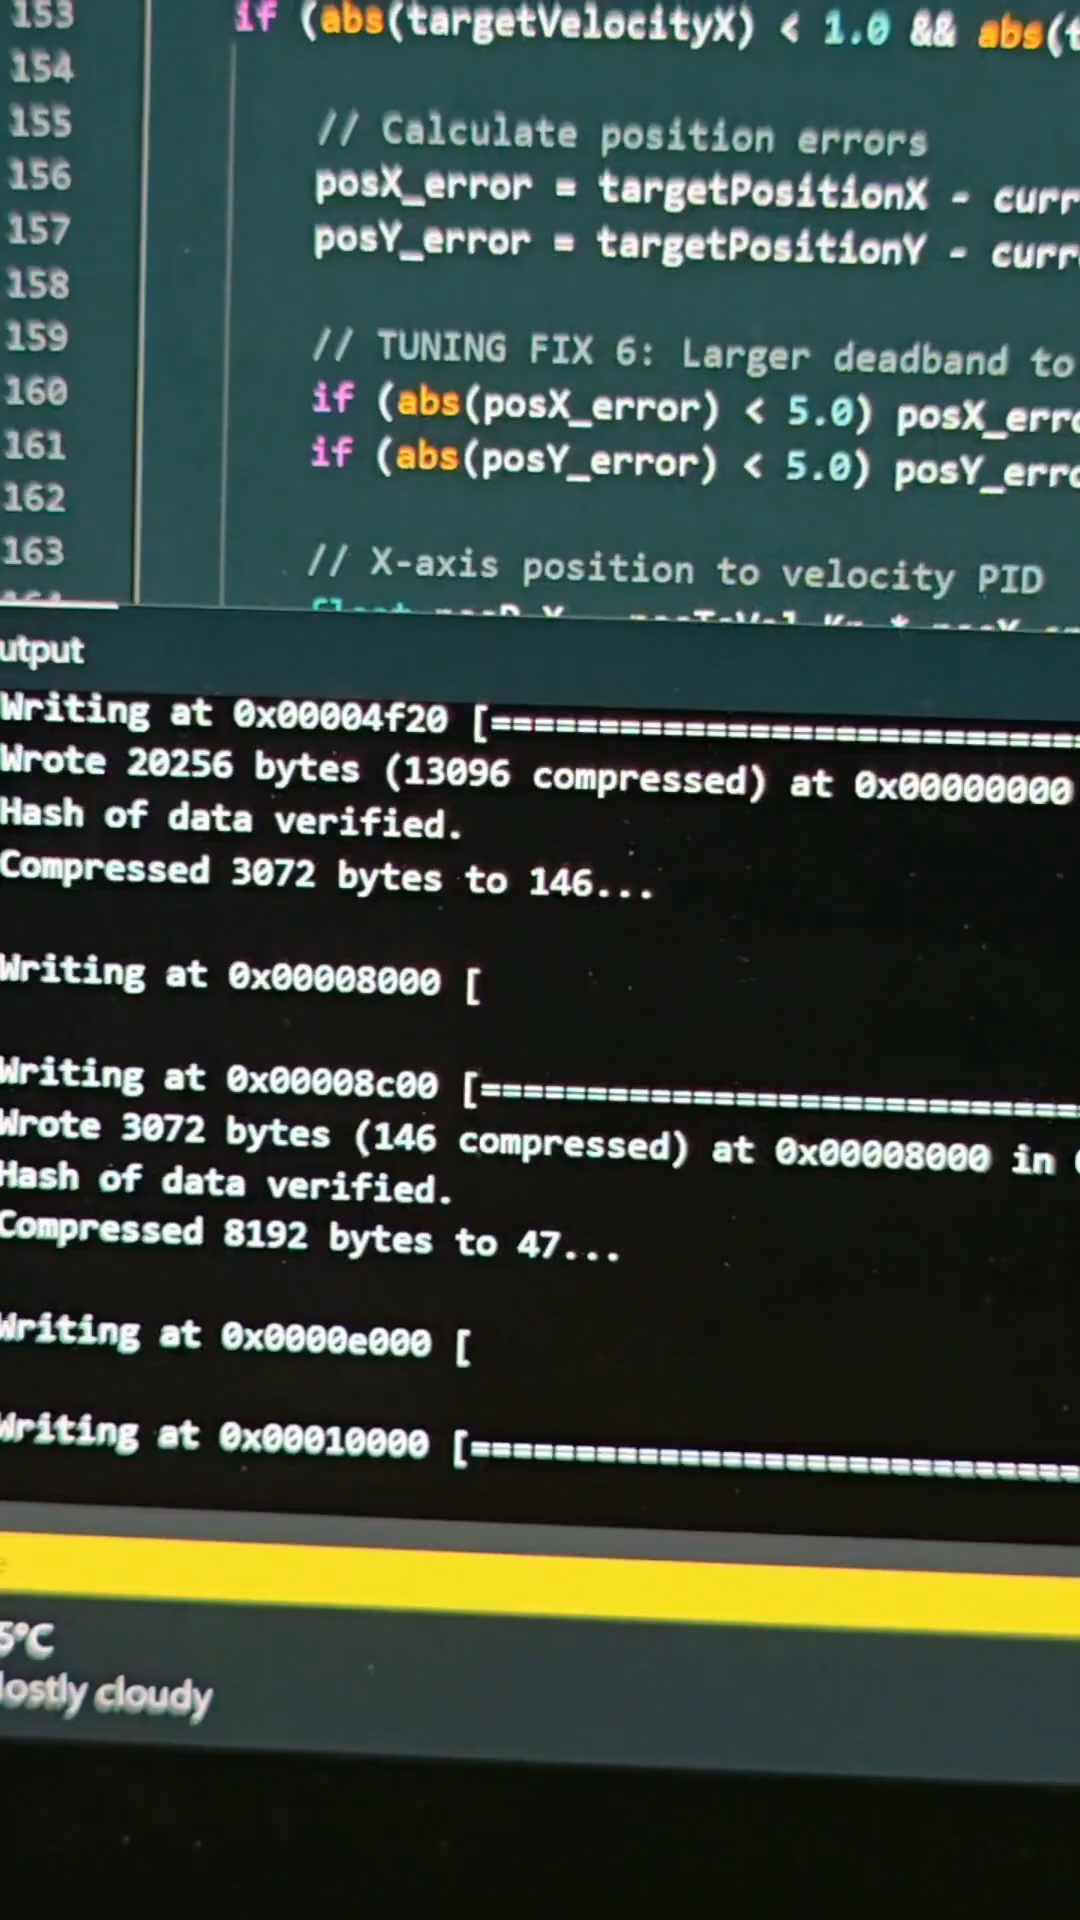 153 if (abs(targetVelocityX) < 1.0 && abs(t
154
155 // Calculate position errors
156 posX_error = targetPositionX - curr
157 posY_error = targetPositionY - curr
158
159 // TUNING FIX 6: Larger deadband to
160 if (abs(posX_error) < 5.0) posX_erro
161 if (abs(posY_error) < 5.0) posY_erro
162
163 // X-axis position to velocity PID
utput
Writing at 0x00004f20 [==============================
Wrote 20256 bytes (13096 compressed) at 0x00000000
Hash of data verified.
Compressed 3072 bytes to 146...
Writing at 0x00008000 [
Writing at 0x00008c00 [==============================
Wrote 3072 bytes (146 compressed) at 0x00008000 in
Hash of data verified.
Compressed 8192 bytes to 47...
Writing at 0x0000e000 [
Writing at 0x00010000 [==============================
5°C
lostly cloudy